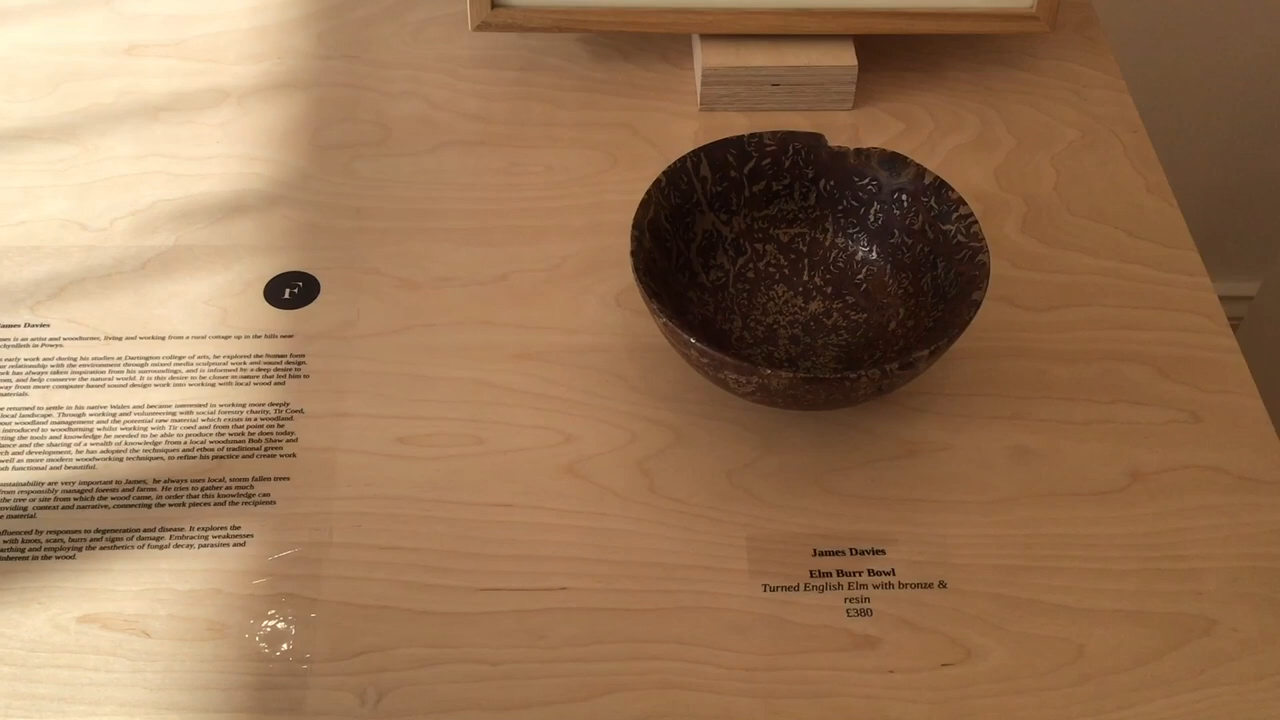 F
James Davies
is an artist and woodturner, living and working from a rural cottage up in the hills near
in Powys.
early work and during his studies at Dartington college of arts, he explored the human form
relationship with the environment through mixed media sculptural work and sound design.
has always taken inspiration from his surroundings, and is informed by a deep desire to
and help conserve the natural world. It is this desire to be closer to nature that led him to
away from more computer based sound design work into working with local wood and
materials.
he returned to settle in his native Wales and became interested in working more deeply
local landscape. Through working and volunteering with social forestry charity, Tir Coed,
woodland management and the potential raw material which exists in a woodland.
introduced to woodturning whilst working with Tir coed and from that point on he
the tools and knowledge he needed to be able to produce the work he does today.
and the sharing of a wealth of knowledge from a local woodsman Bob Shaw and
and development, he has adopted the techniques and ethos of traditional green
well as more modern woodworking techniques, to refine his practice and create work
both functional and beautiful.
sustainability are very important to James, he always uses local, storm fallen trees
from responsibly managed forests and farms. He tries to gather as much
the tree or site from which the wood came, in order that this knowledge can
providing context and narrative, connecting the work pieces and the recipients
material.
influenced by responses to degeneration and disease. It explores the
with knots, scars, burrs and signs of damage. Embracing weaknesses
and employing the aesthetics of fungal decay, parasites and
inherent in the wood.
James Davies
Elm Burr Bowl
Turned English Elm with bronze &
resin
£380